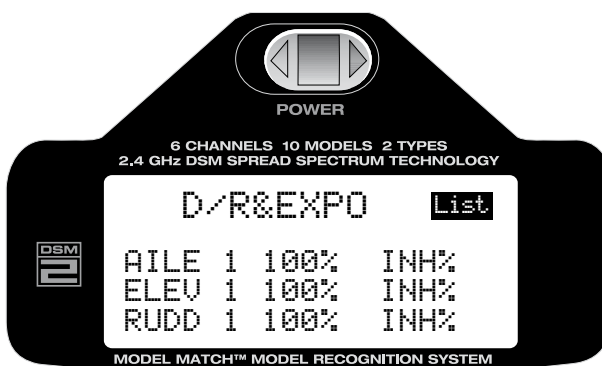 POWER
6 CHANNELS 10 MODELS 2 TYPES
2.4 GHz DSM SPREAD SPECTRUM TECHNOLOGY
D/R&EXPO List
DSM
2
AILE 1 100% INH%
ELEV 1 100% INH%
RUDD 1 100% INH%
MODEL MATCH™ MODEL RECOGNITION SYSTEM